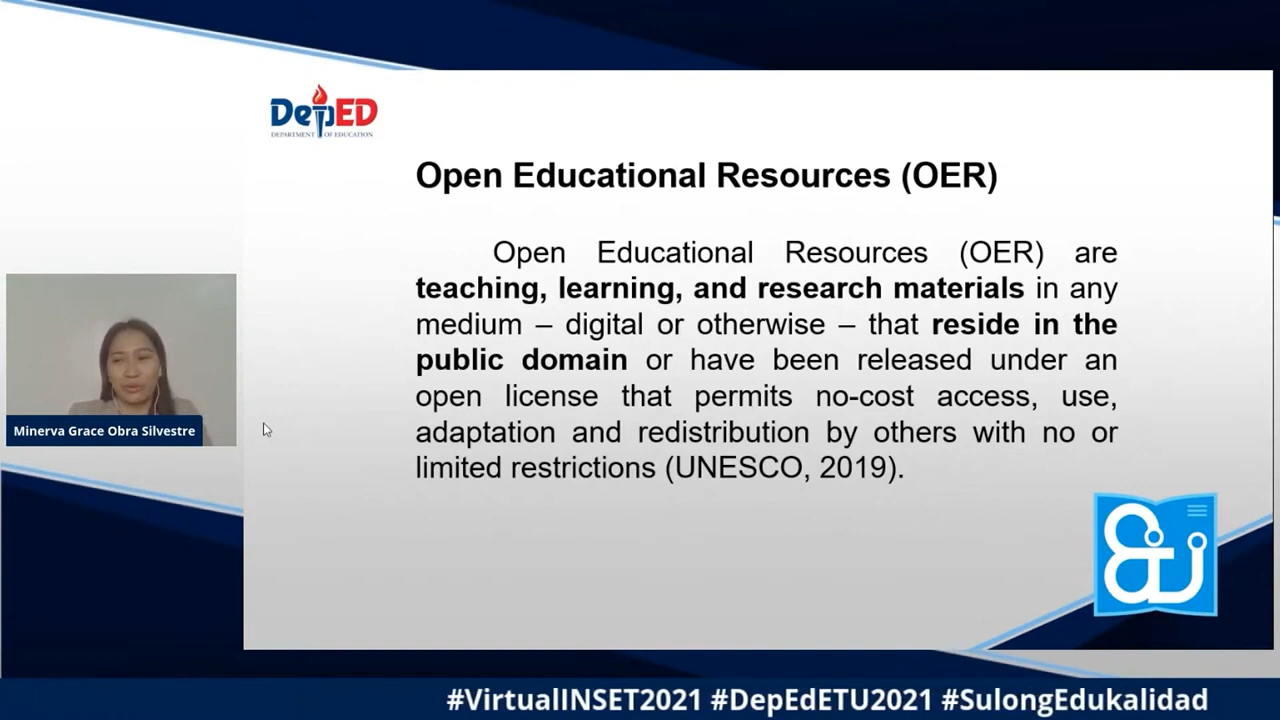 DepED
DEPARTMENT OF EDUCATION
Open Educational Resources (OER)
Open Educational Resources (OER) are
teaching, learning, and research materials in any
medium – digital or otherwise – that reside in the
public domain or have been released under an
open license that permits no-cost access, use,
adaptation and redistribution by others with no or
limited restrictions (UNESCO, 2019).
Minerva Grace Obra Silvestre
ETU
#VirtualINSET2021 #DepEdETU2021 #SulongEdukalidad